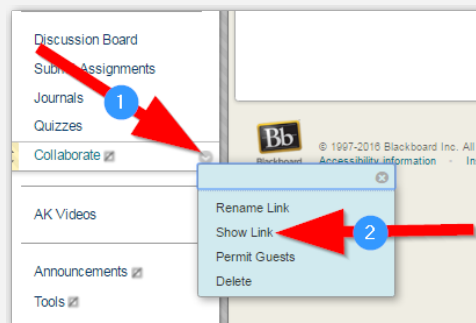 Discussion Board
Submit Assignments
Journals
1
Quizzes
Collaborate
Bb
Blackboard
© 1997-2016 Blackboard Inc. All
Accessibility information - In
Rename Link
AK Videos
Show Link
2
Permit Guests
Announcements
Delete
Tools